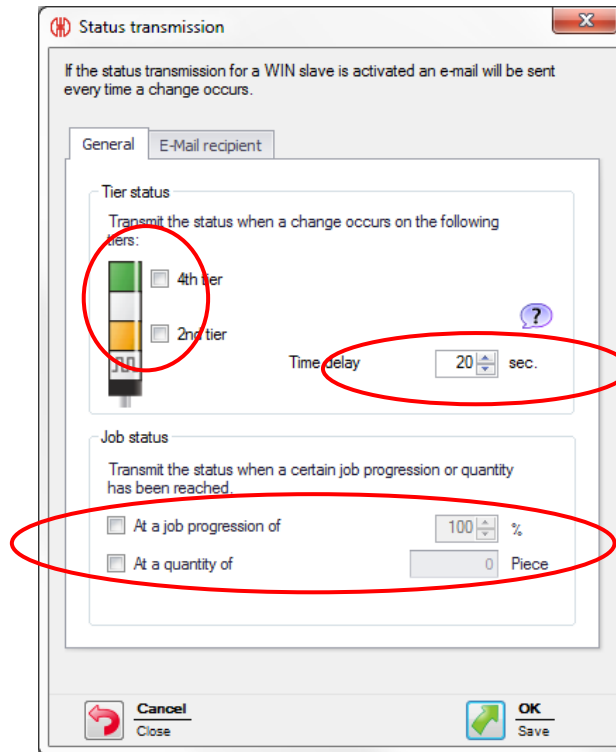 Status transmission
If the status transmission for a WIN slave is activated an e-mail will be sent
every time a change occurs.
General
E-Mail recipient
Tier status
Transmit the status when a change occurs on the following
tiers:
4th tier
2nd tier
?
Time delay
20
sec.
Job status
Transmit the status when a certain job progression or quantity
has been reached.
At a job progression of
100
%
At a quantity of
0
Piece
Cancel
Close
OK
Save